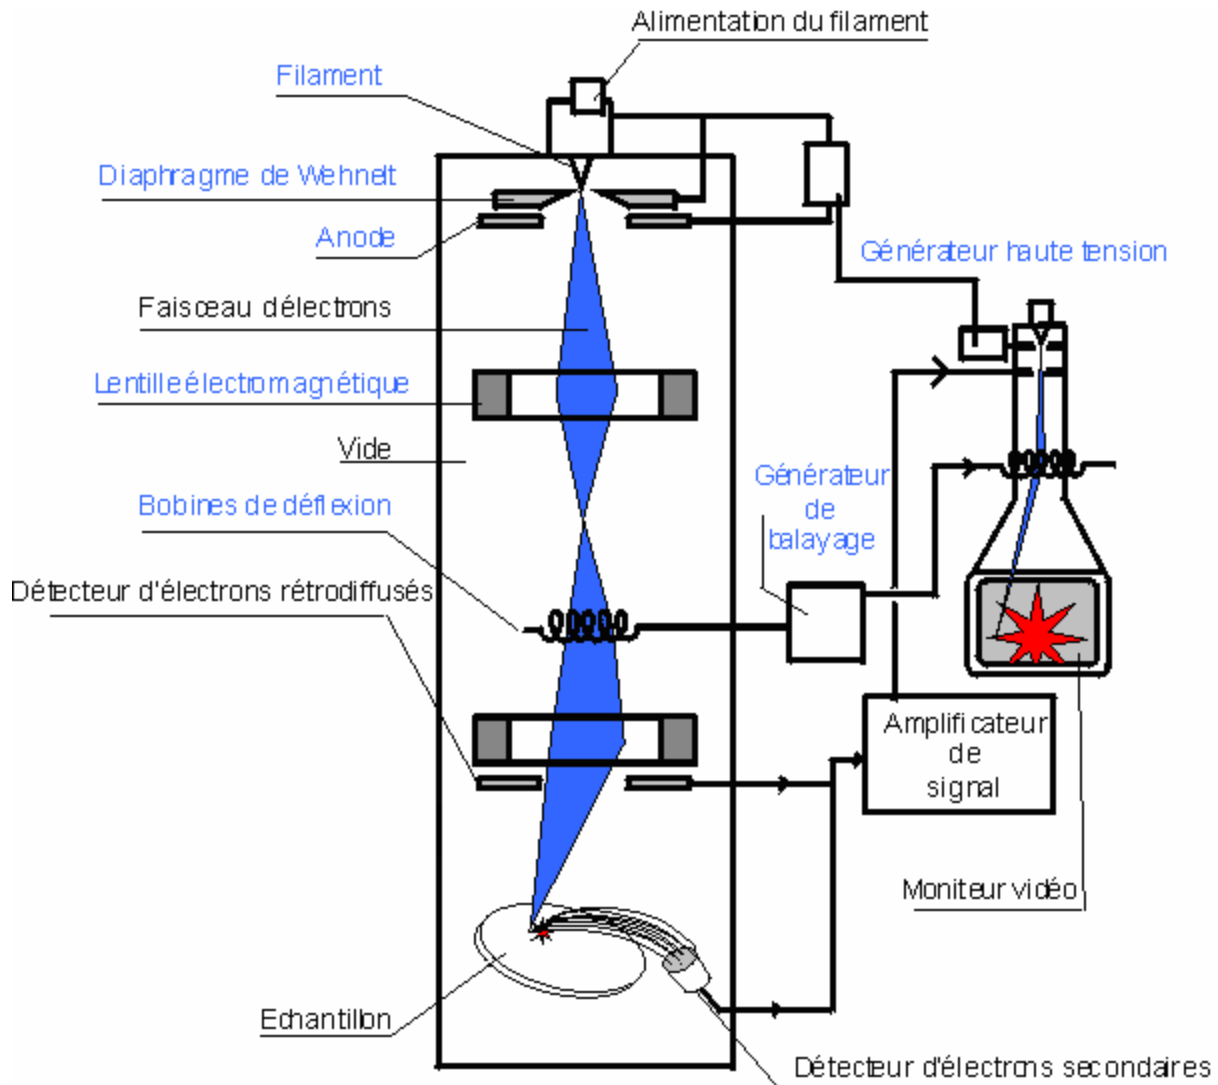 Alimentation du filament
Filament
Diaphragme de Wehnelt
Anode
Générateur haute tension
Faisceau délectrons
Lentille électromagnétique
Vide
Générateur
de
balayage
Bobines de déflexion
Détecteur d'électrons rétrodiffusés
Amplificateur
de
signal
Moniteur vidéo
Echantillon
Détecteur d'électrons secondaires